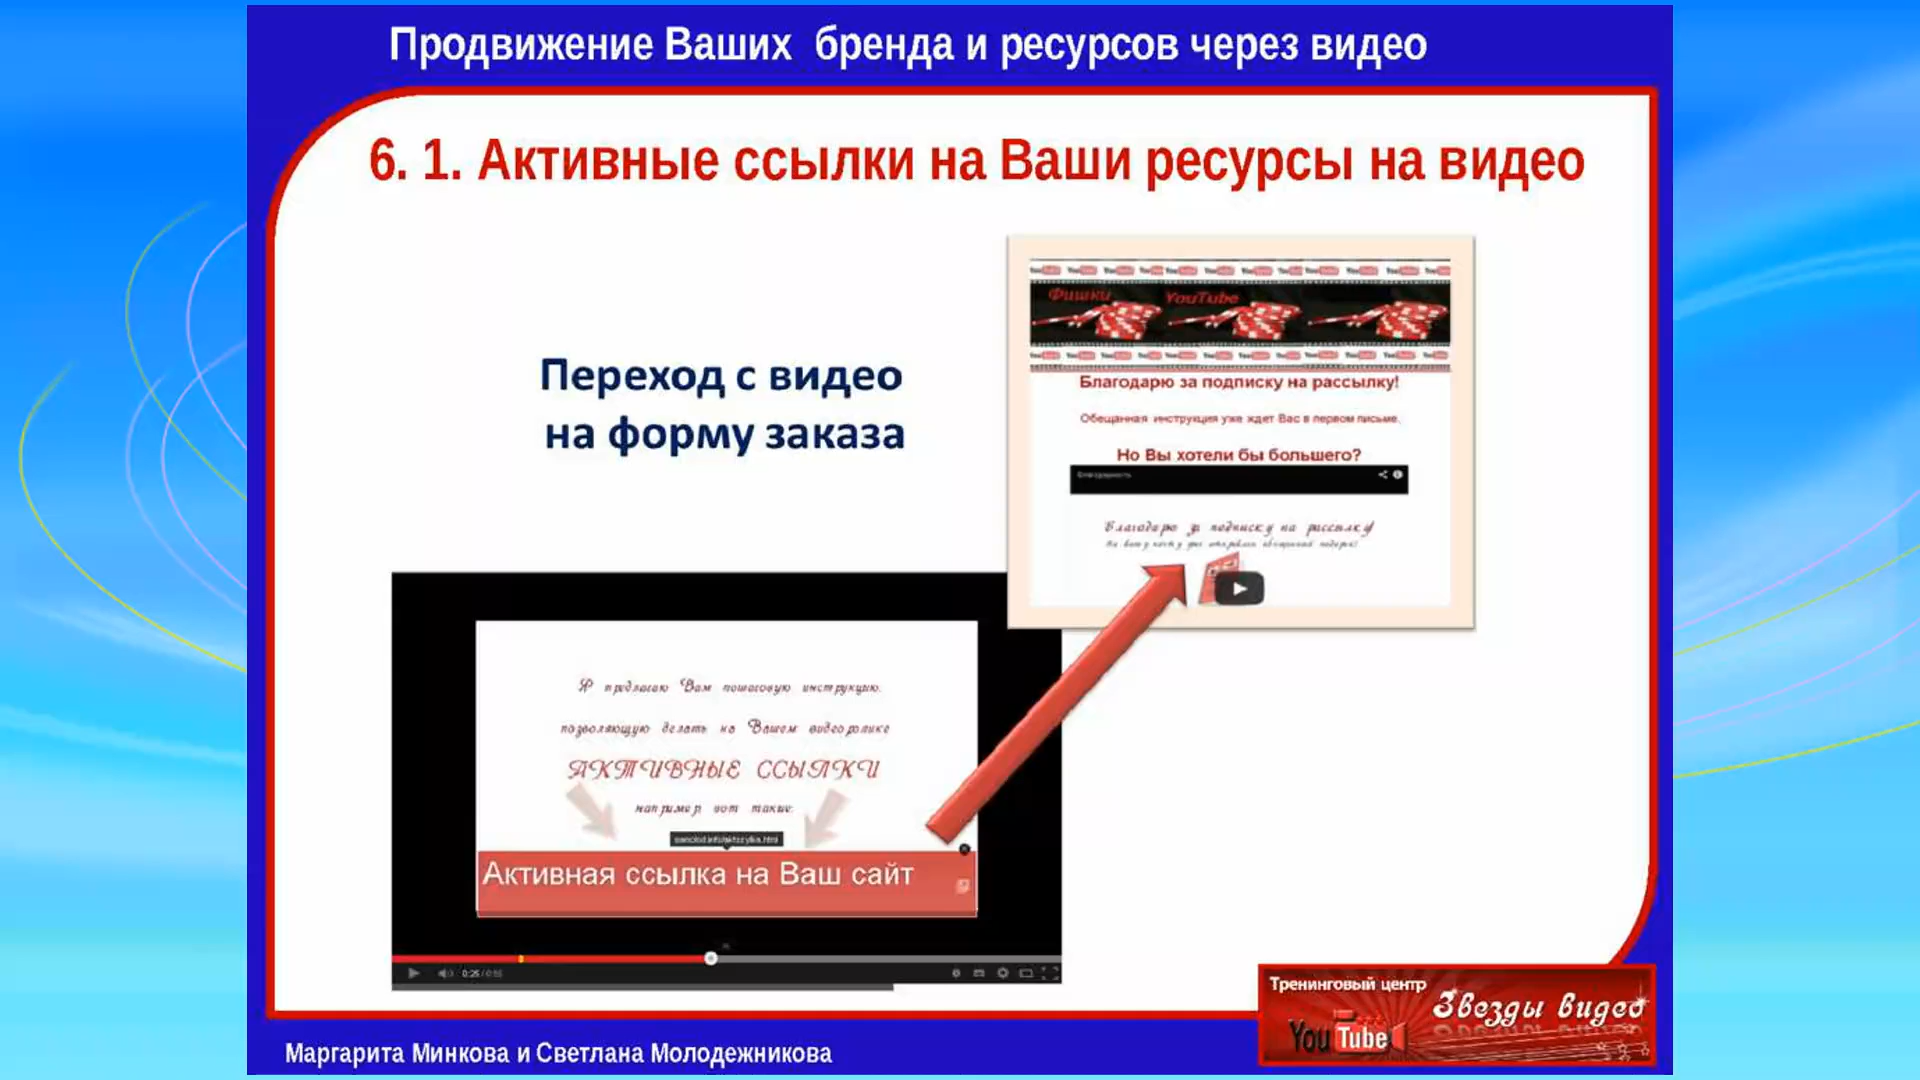 Продвижение Ваших бренда и ресурсов через видео
6. 1. Активные ссылки на Ваши ресурсы на видео
Переход с видео
на форму заказа
Фишки YouTube
Благодарю за подписку на рассылку!
Обещанная инструкция уже ждет Вас в первом письме.
Но Вы хотели бы большего?
Благодарю за подписку на рассылку!
Я предлагаю Вам пошаговую инструкцию,
позволяющую делать на Вашем видеоролике
АКТИВНЫЕ ССЫЛКИ
например вот такие:
Активная ссылка на Ваш сайт
0:25
Тренинговый центр
Звезды видео
YouTube
Маргарита Минкова и Светлана Молодежникова